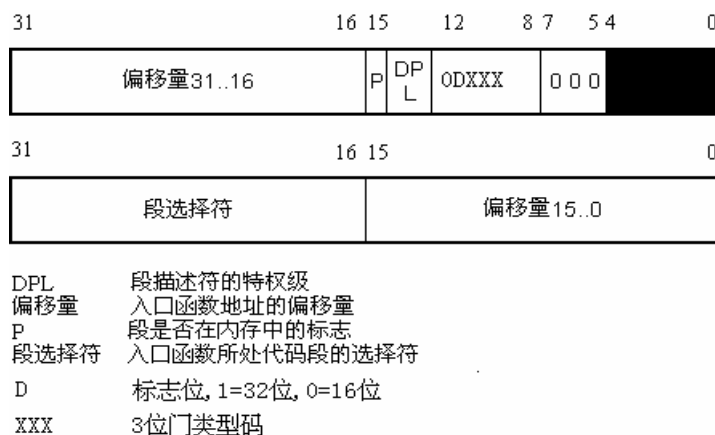 31 16 15 12 8 7 5 4 0
偏移量31..16 P DPL 0DXXX 0 0 0
31 16 15 0
段选择符 偏移量15..0
DPL 段描述符的特权级
偏移量 入口函数地址的偏移量
P 段是否在内存中的标志
段选择符 入口函数所处代码段的选择符
D 标志位,1=32位,0=16位
XXX 3位门类型码